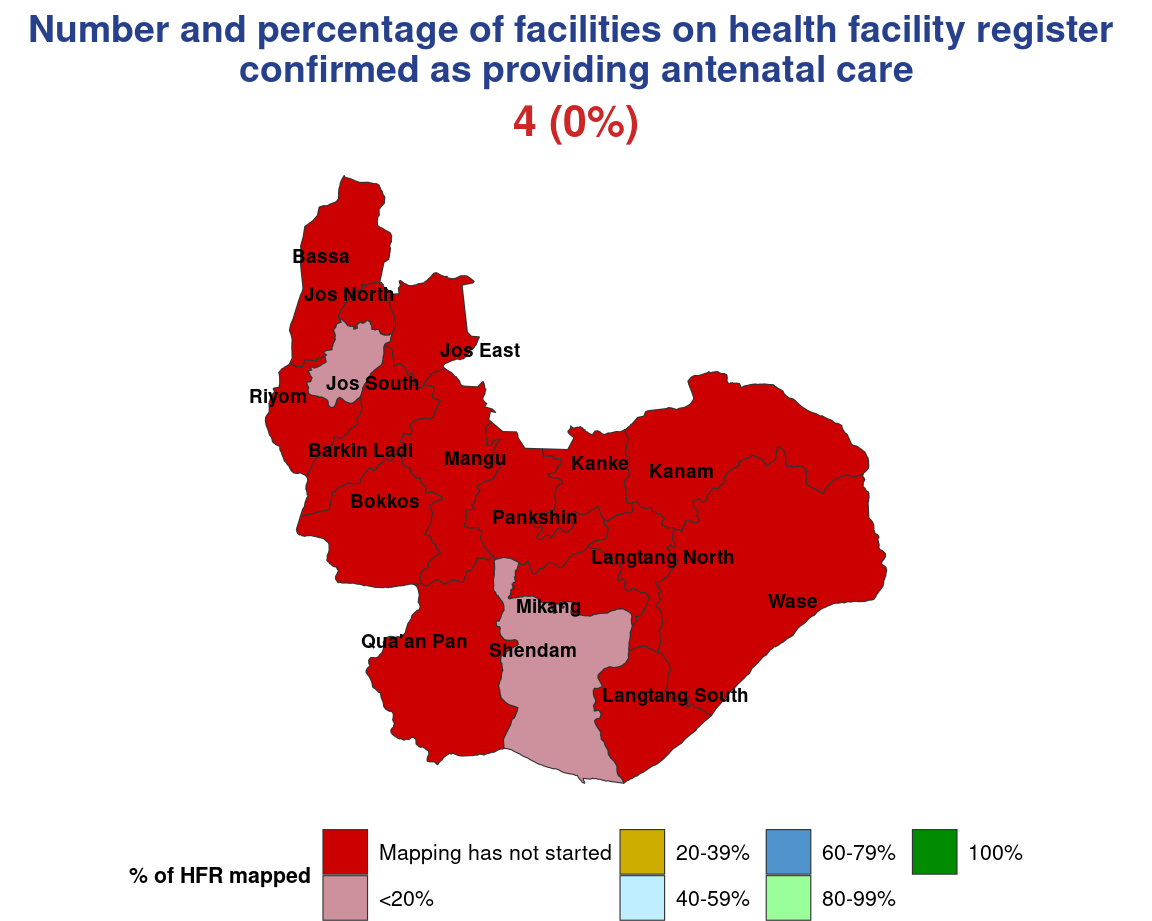 Number and percentage of facilities on health facility register
confirmed as providing antenatal care
4 (0%)
Bassa
Jos North
Jos East
Jos South
Riyom
Barkin Ladi
Mangu
Kanke
Kanam
Bokkos
Pankshin
Langtang North
Wase
Mikang
Qua'an Pan
Shendam
Langtang South
% of HFR mapped
Mapping has not started
<20%
20-39%
40-59%
60-79%
80-99%
100%